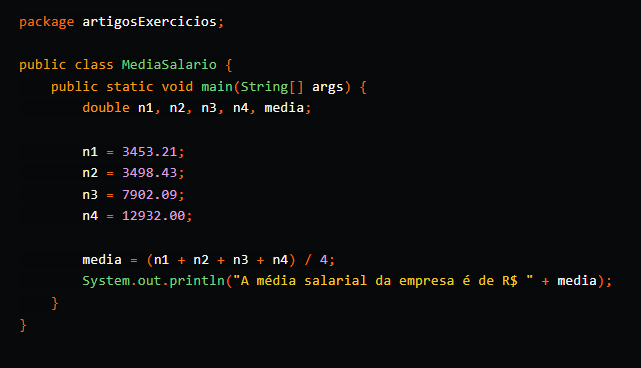 package artigosExercicios;
public class MediaSalario {
public static void main(String[] args) {
double n1, n2, n3, n4, media;
n1 = 3453.21;
n2 = 3498.43;
n3 = 7902.09;
n4 = 12932.00;
media = (n1 + n2 + n3 + n4) / 4;
System.out.println("A média salarial da empresa é de R$ " + media);
}
}